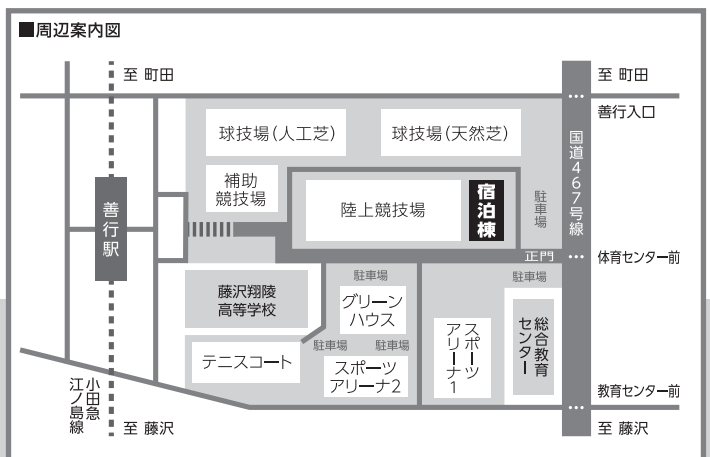 ■周辺案内図
至 町田
至 町田
善行入口
球技場（人工芝）
球技場（天然芝）
国道467号線
補助
競技場
陸上競技場
宿泊棟
駐車場
善行駅
正門
体育センター前
藤沢翔陵
高等学校
駐車場
グリーン
ハウス
駐車場
スポーツ
アリーナ1
総合教育
センター
テニスコート
駐車場
駐車場
スポーツ
アリーナ2
教育センター前
小田急
江ノ島線
至 藤沢
至 藤沢